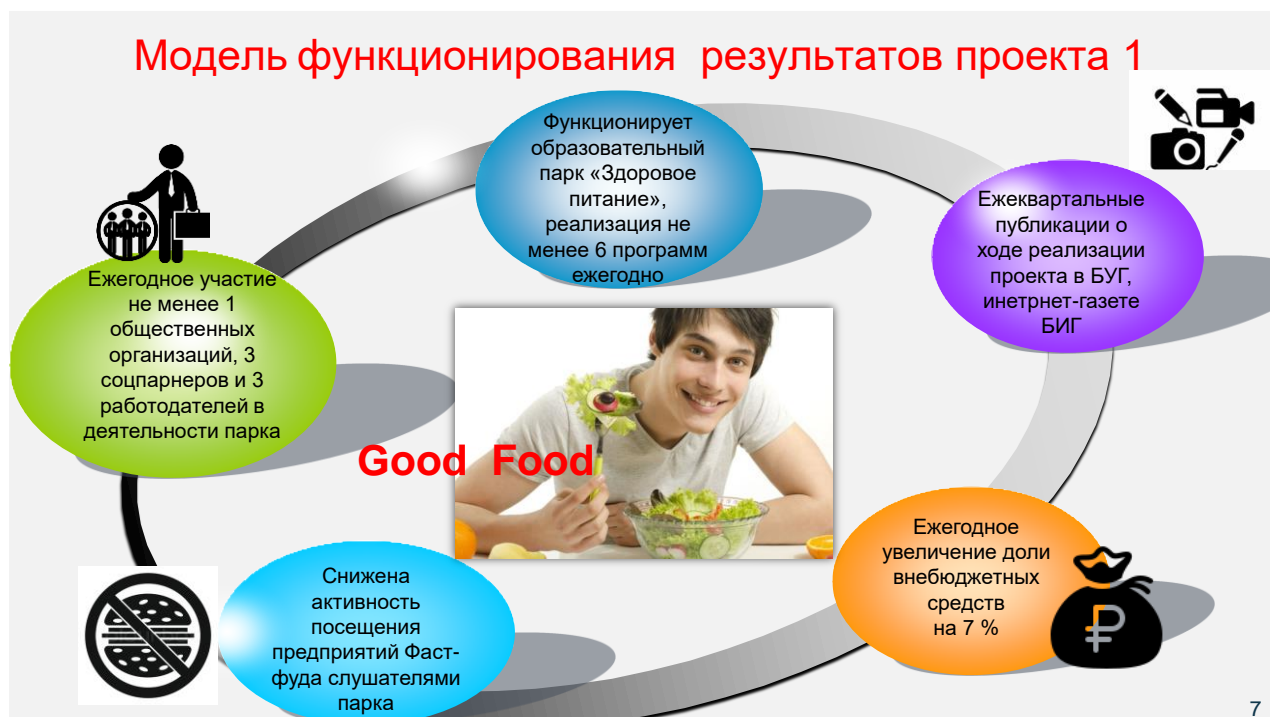 Модель функционирования результатов проекта 1
Функционирует
образовательный
парк «Здоровое
питание»,
реализация не
менее 6 программ
ежегодно
Ежеквартальные
публикации о
ходе реализации
проекта в БУГ,
инетрнет-газете
БИГ
Ежегодное участие
не менее 1
общественных
организаций, 3
соцпарнеров и 3
работодателей в
деятельности парка
Good Food
Ежегодное
увеличение доли
внебюджетных
средств
на 7 %
Снижена
активность
посещения
предприятий Фаст-
фуда слушателями
парка
7